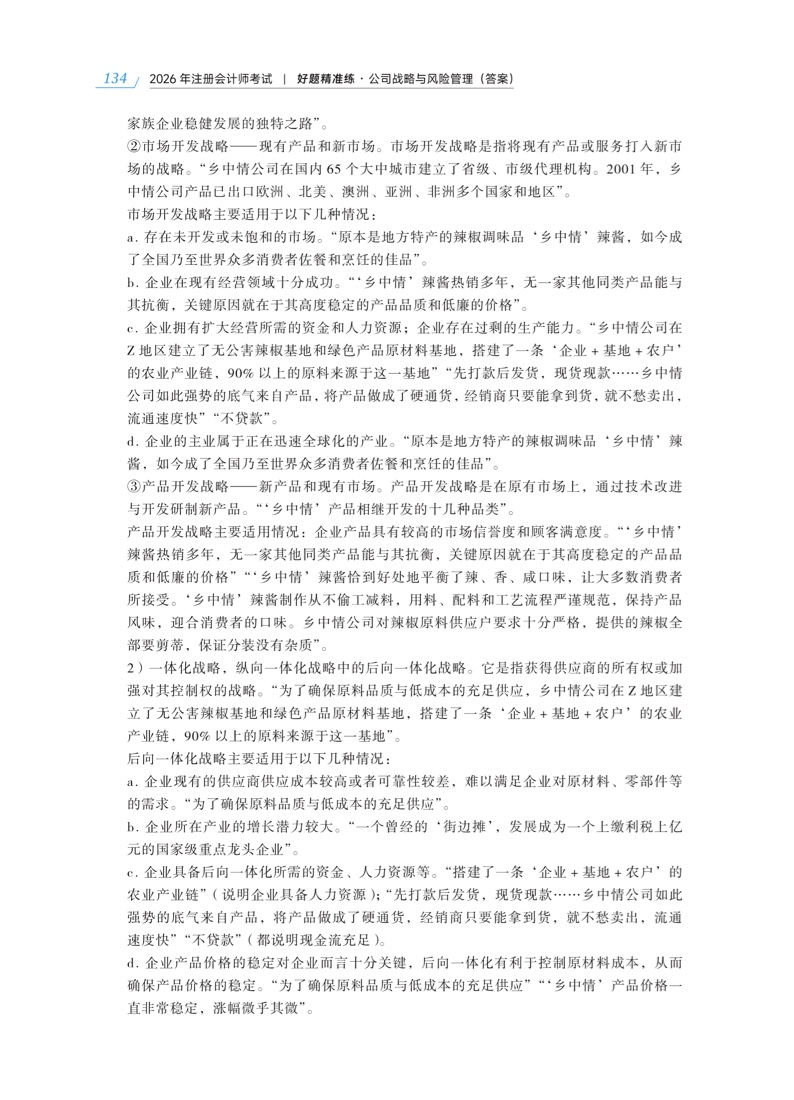 134 2026 年注册会计师考试 | 好题精准练 · 公司战略与风险管理（答案）
家族企业稳健发展的独特之路”。
②市场开发战略——现有产品和新市场。市场开发战略是指将现有产品或服务打入新市
场的战略。“乡中情公司在国内 65 个大中城市建立了省级、市级代理机构。2001 年，乡
中情公司产品已出口欧洲、北美、澳洲、亚洲、非洲多个国家和地区”。
市场开发战略主要适用于以下几种情况：
a. 存在未开发或未饱和的市场。“原本是地方特产的辣椒调味品‘乡中情’辣酱，如今成
了全国乃至世界众多消费者佐餐和烹饪的佳品”。
b. 企业在现有经营领域十分成功。“‘乡中情’辣酱热销多年，无一家其他同类产品能与
其抗衡，关键原因就在于其高度稳定的产品品质和低廉的价格”。
c. 企业拥有扩大经营所需的资金和人力资源；企业存在过剩的生产能力。“乡中情公司在
Z 地区建立了无公害辣椒基地和绿色产品原材料基地，搭建了一条‘企业 + 基地 + 农户’
的农业产业链，90% 以上的原料来源于这一基地”“先打款后发货，现货现款……乡中情
公司如此强势的底气来自产品，将产品做成了硬通货，经销商只要能拿到货，就不愁卖出，
流通速度快”“不贷款”。
d. 企业的主业属于正在迅速全球化的产业。“原本是地方特产的辣椒调味品‘乡中情’辣
酱，如今成了全国乃至世界众多消费者佐餐和烹饪的佳品”。
③产品开发战略——新产品和现有市场。产品开发战略是在原有市场上，通过技术改进
与开发研制新产品。“‘乡中情’产品相继开发的十几种品类”。
产品开发战略主要适用情况：企业产品具有较高的市场信誉度和顾客满意度。“‘乡中情’
辣酱热销多年，无一家其他同类产品能与其抗衡，关键原因就在于其高度稳定的产品品
质和低廉的价格”“‘乡中情’辣酱恰到好处地平衡了辣、香、咸口味，让大多数消费者
所接受。‘乡中情’辣酱制作从不偷工减料，用料、配料和工艺流程严谨规范，保持产品
风味，迎合消费者的口味。乡中情公司对辣椒原料供应户要求十分严格，提供的辣椒全
部要剪蒂，保证分装没有杂质”。
2）一体化战略，纵向一体化战略中的后向一体化战略。它是指获得供应商的所有权或加
强对其控制权的战略。“为了确保原料品质与低成本的充足供应，乡中情公司在 Z 地区建
立了无公害辣椒基地和绿色产品原材料基地，搭建了一条‘企业 + 基地 + 农户’的农业
产业链，90% 以上的原料来源于这一基地”。
后向一体化战略主要适用于以下几种情况：
a. 企业现有的供应商供应成本较高或者可靠性较差，难以满足企业对原材料、零部件等
的需求。“为了确保原料品质与低成本的充足供应”。
b. 企业所在产业的增长潜力较大。“一个曾经的‘街边摊’，发展成为一个上缴利税上亿
元的国家级重点龙头企业”。
c. 企业具备后向一体化所需的资金、人力资源等。“搭建了一条‘企业 + 基地 + 农户’的
农业产业链”（说明企业具备人力资源）；“先打款后发货，现货现款……乡中情公司如此
强势的底气来自产品，将产品做成了硬通货，经销商只要能拿到货，就不愁卖出，流通
速度快”“不贷款”（都说明现金流充足）。
d. 企业产品价格的稳定对企业而言十分关键，后向一体化有利于控制原材料成本，从而
确保产品价格的稳定。“为了确保原料品质与低成本的充足供应”“‘乡中情’产品价格一
直非常稳定，涨幅微乎其微”。